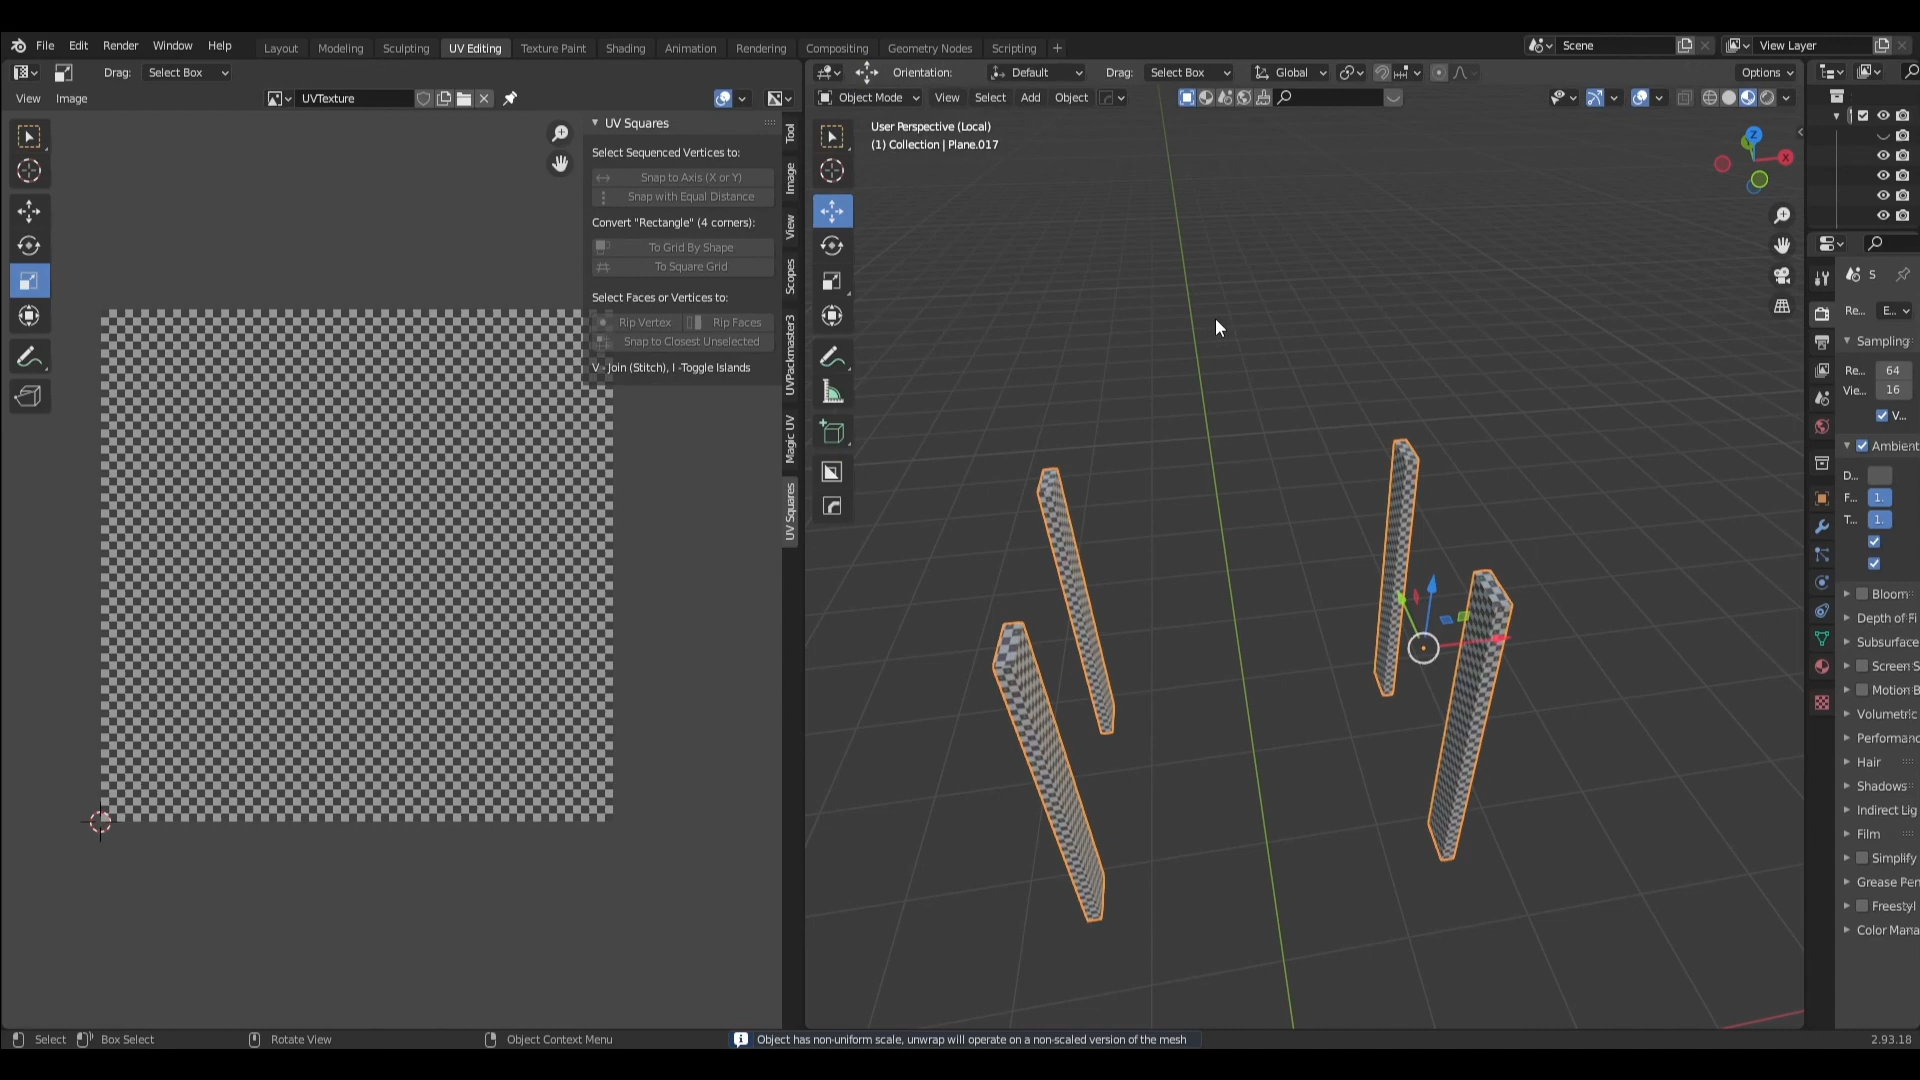 File Edit Render Window Help Layout Modeling Sculpting UV Editing Texture Paint Shading Animation Rendering Compositing Geometry Nodes Scripting + Scene View Layer
Drag: Select Box Orientation: Default Drag: Select Box Global Options
View Image UVTexture Object Mode View Select Add Object
UV Squares
Select Sequenced Vertices to:
Snap to Axis (X or Y)
Snap with Equal Distance
Convert "Rectangle" (4 corners):
To Grid By Shape
To Square Grid
Select Faces or Vertices to:
Rip Vertex Rip Faces
Snap to Closest Unselected
V - Join (Stitch), I -Toggle Islands
Tool
Image
View
Scopes
UVPackmaster3
Magic UV
UV Squares
User Perspective (Local)
(1) Collection | Plane.017
Z
X
S
Re... E...
Sampling
Re... 64
Vie... 16
V...
Ambient
D...
F... 1.
T... 1.
Bloom
Depth of Fi
Subsurface
Screen S
Motion B
Volumetric
Performanc
Hair
Shadows
Indirect Lig
Film
Simplify
Grease Pen
Freestyl
Color Mana
Select Box Select Rotate View Object Context Menu Object has non-uniform scale, unwrap will operate on a non-scaled version of the mesh 2.93.18